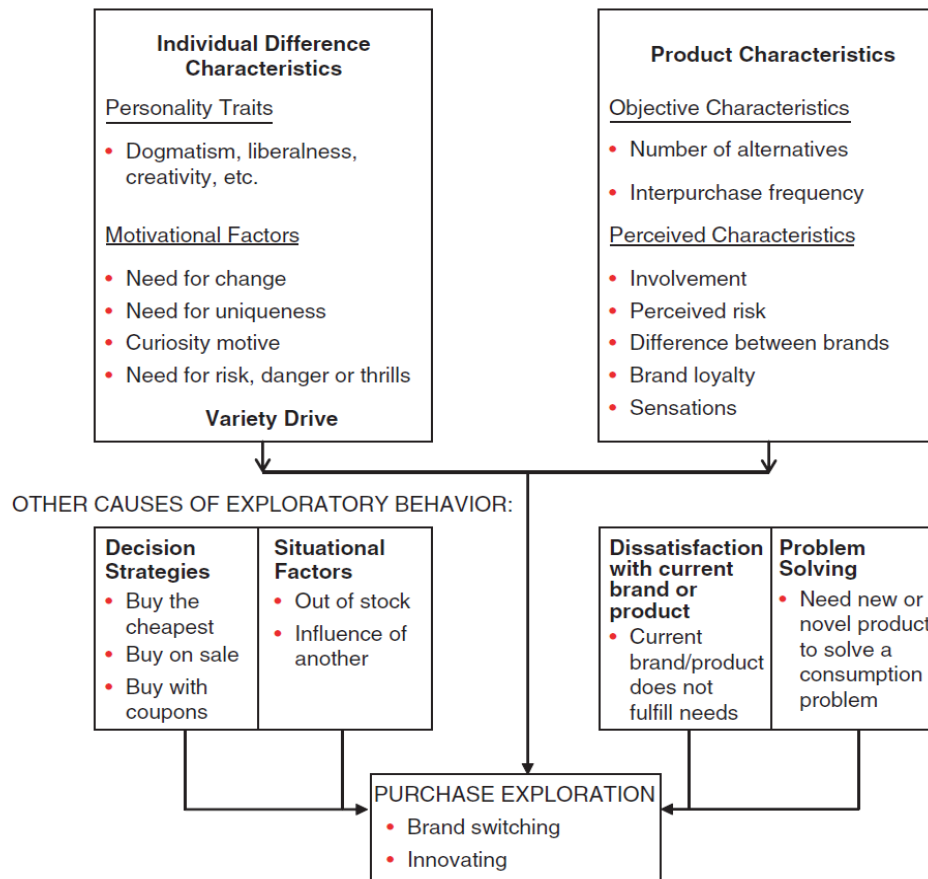 Individual Difference
Characteristics
Personality Traits
• Dogmatism, liberalness,
creativity, etc.
Motivational Factors
• Need for change
• Need for uniqueness
• Curiosity motive
• Need for risk, danger or thrills
Variety Drive
Product Characteristics
Objective Characteristics
• Number of alternatives
• Interpurchase frequency
Perceived Characteristics
• Involvement
• Perceived risk
• Difference between brands
• Brand loyalty
• Sensations
OTHER CAUSES OF EXPLORATORY BEHAVIOR:
Decision
Strategies
• Buy the
cheapest
• Buy on sale
• Buy with
coupons
Situational
Factors
• Out of stock
• Influence of
another
Dissatisfaction
with current
brand or
product
• Current
brand/product
does not
fulfill needs
Problem
Solving
• Need new or
novel product
to solve a
consumption
problem
PURCHASE EXPLORATION
• Brand switching
• Innovating